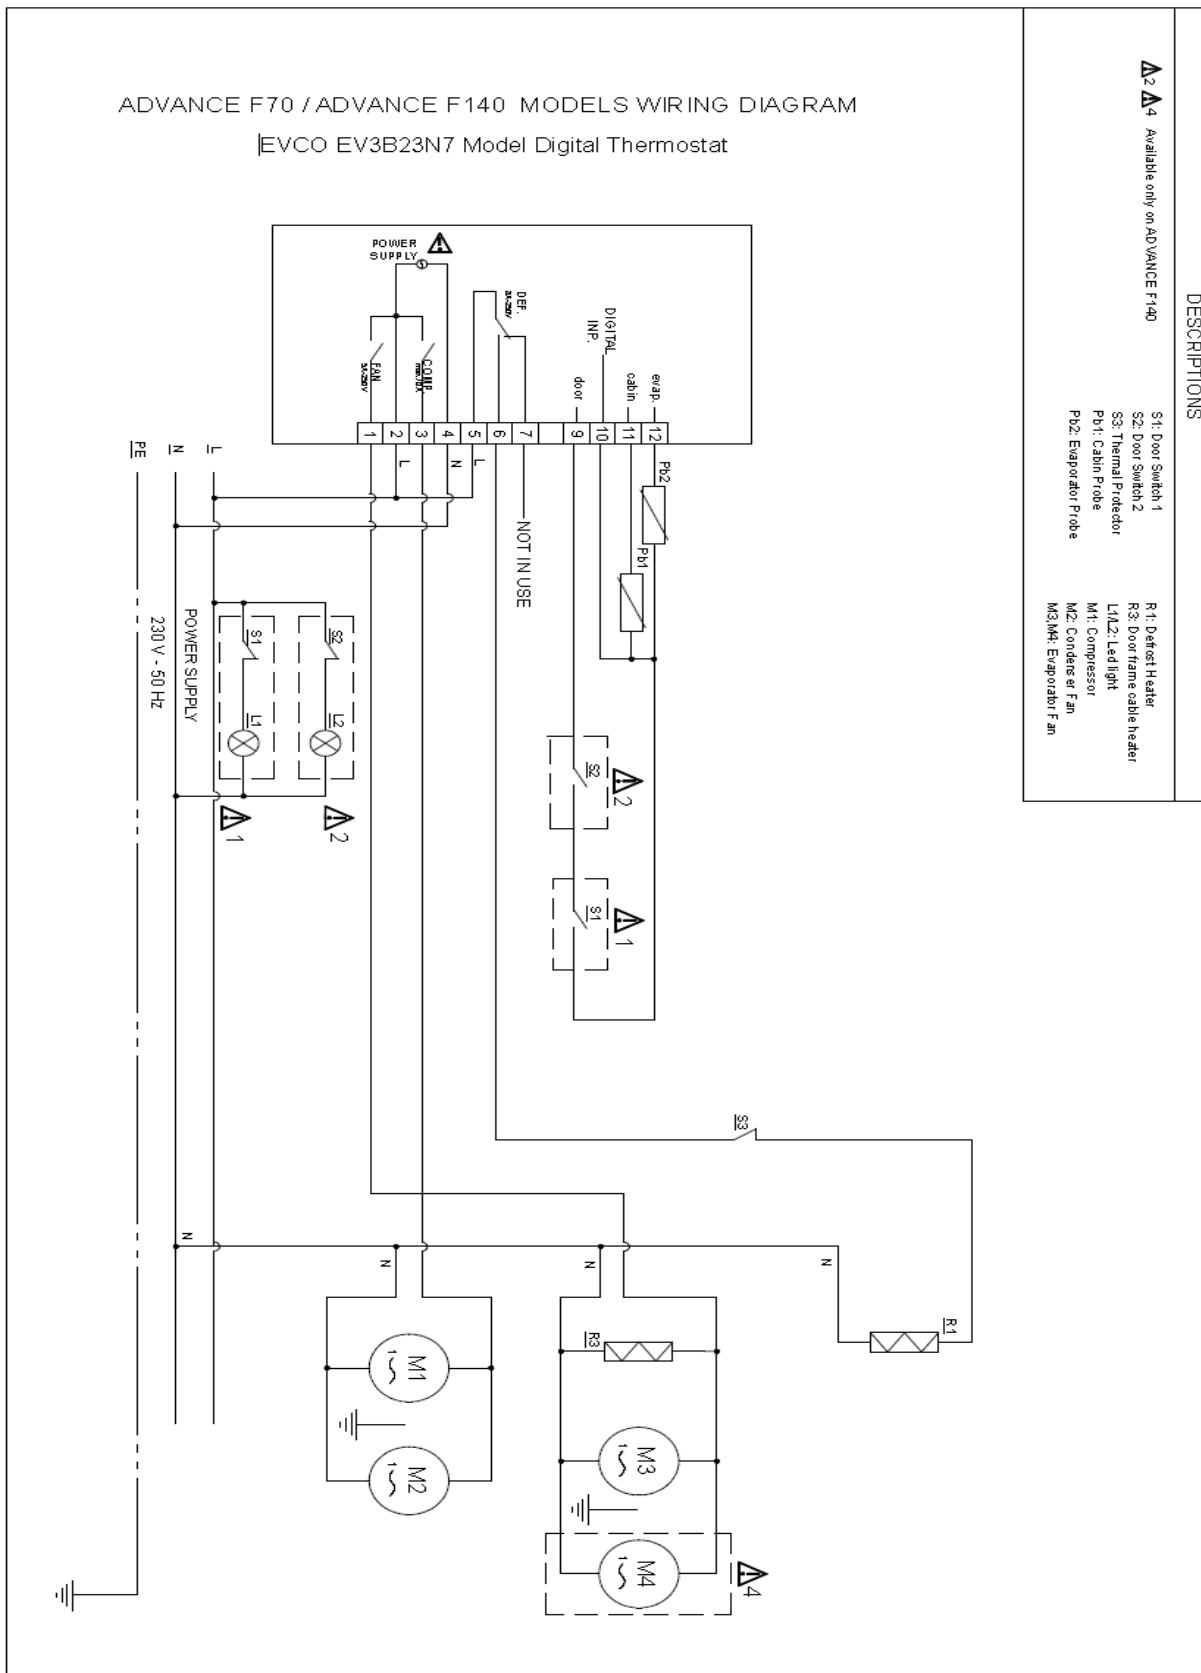 ADVANCE F70 / ADVANCE F140 MODELS WIRING DIAGRAM
EVCO EV3B23N7 Model Digital Thermostat
DESCRIPTIONS
2 4 Available only on ADVANCE F140
S1: Door Switch 1
S2: Door Switch 2
S3: Thermal Protector
Pb1: Cabin Probe
Pb2: Evaporator Probe
R1: Defrost Heater
R3: Door frame cable heater
L1/L2: Led light
M1: Compressor
M2: Condenser Fan
M3,M4: Evaporator Fan
POWER
SUPPLY
FAN
COMP.
DEF.
DIGITAL
INP.
door
cabin
evap.
1 2 3 4 5 6 7 9 10 11 12
L
N
L
NOT IN USE
Pb2
Pb1
PE
N
L
POWER SUPPLY
230 V - 50 Hz
S1
L1
S2
L2
1
2
S2
2
S1
1
S3
N
N
N
N
R1
R3
M1
1
M2
1
M3
1
M4
1
4